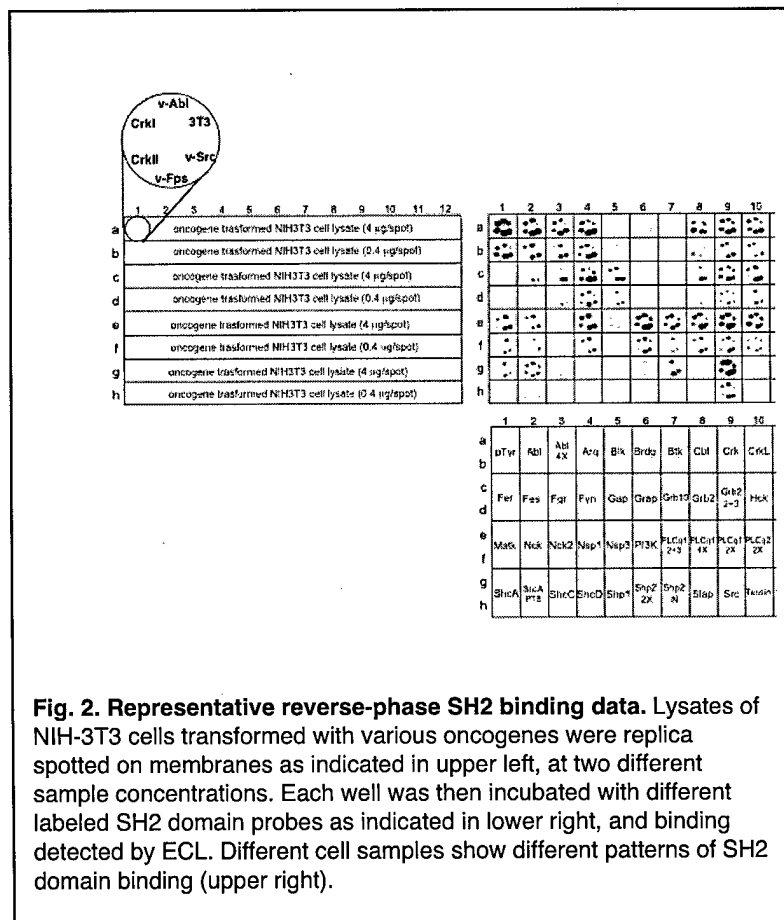 v-Abl
CrkI 3T3
CrkII v-Src
v-Fps
1 2 3 4 5 6 7 8 9 10 11 12
a oncogene trasformed NIH3T3 cell lysate (4 µg/spot)
b oncogene trasformed NIH3T3 cell lysate (0.4 µg/spot)
c oncogene trasformed NIH3T3 cell lysate (4 µg/spot)
d oncogene trasformed NIH3T3 cell lysate (0.4 µg/spot)
e oncogene trasformed NIH3T3 cell lysate (4 µg/spot)
f oncogene trasformed NIH3T3 cell lysate (0.4 µg/spot)
g oncogene trasformed NIH3T3 cell lysate (4 µg/spot)
h oncogene trasformed NIH3T3 cell lysate (0.4 µg/spot)
1 2 3 4 5 6 7 8 9 10
a
b
c
d
e
f
g
h
1 2 3 4 5 6 7 8 9 10
a
b
pTyr Abl Abl 4X Arg Blk Brdg Btk Cbl Crk CrkL
c
d
Fer Fes Fgr Fyn Gap Grap Grb10 Grb2 Grb2 2+3 Hck
e
f
Matk Nck Nck2 Nsp1 Nsp3 PI3K
g
h
ShcA ShcA PTB ShcC ShcD Shp1 Shp2 2X Shp2 N Slap Src Tensin
Fig. 2. Representative reverse-phase SH2 binding data. Lysates of
NIH-3T3 cells transformed with various oncogenes were replica
spotted on membranes as indicated in upper left, at two different
sample concentrations. Each well was then incubated with different
labeled SH2 domain probes as indicated in lower right, and binding
detected by ECL. Different cell samples show different patterns of SH2
domain binding (upper right).